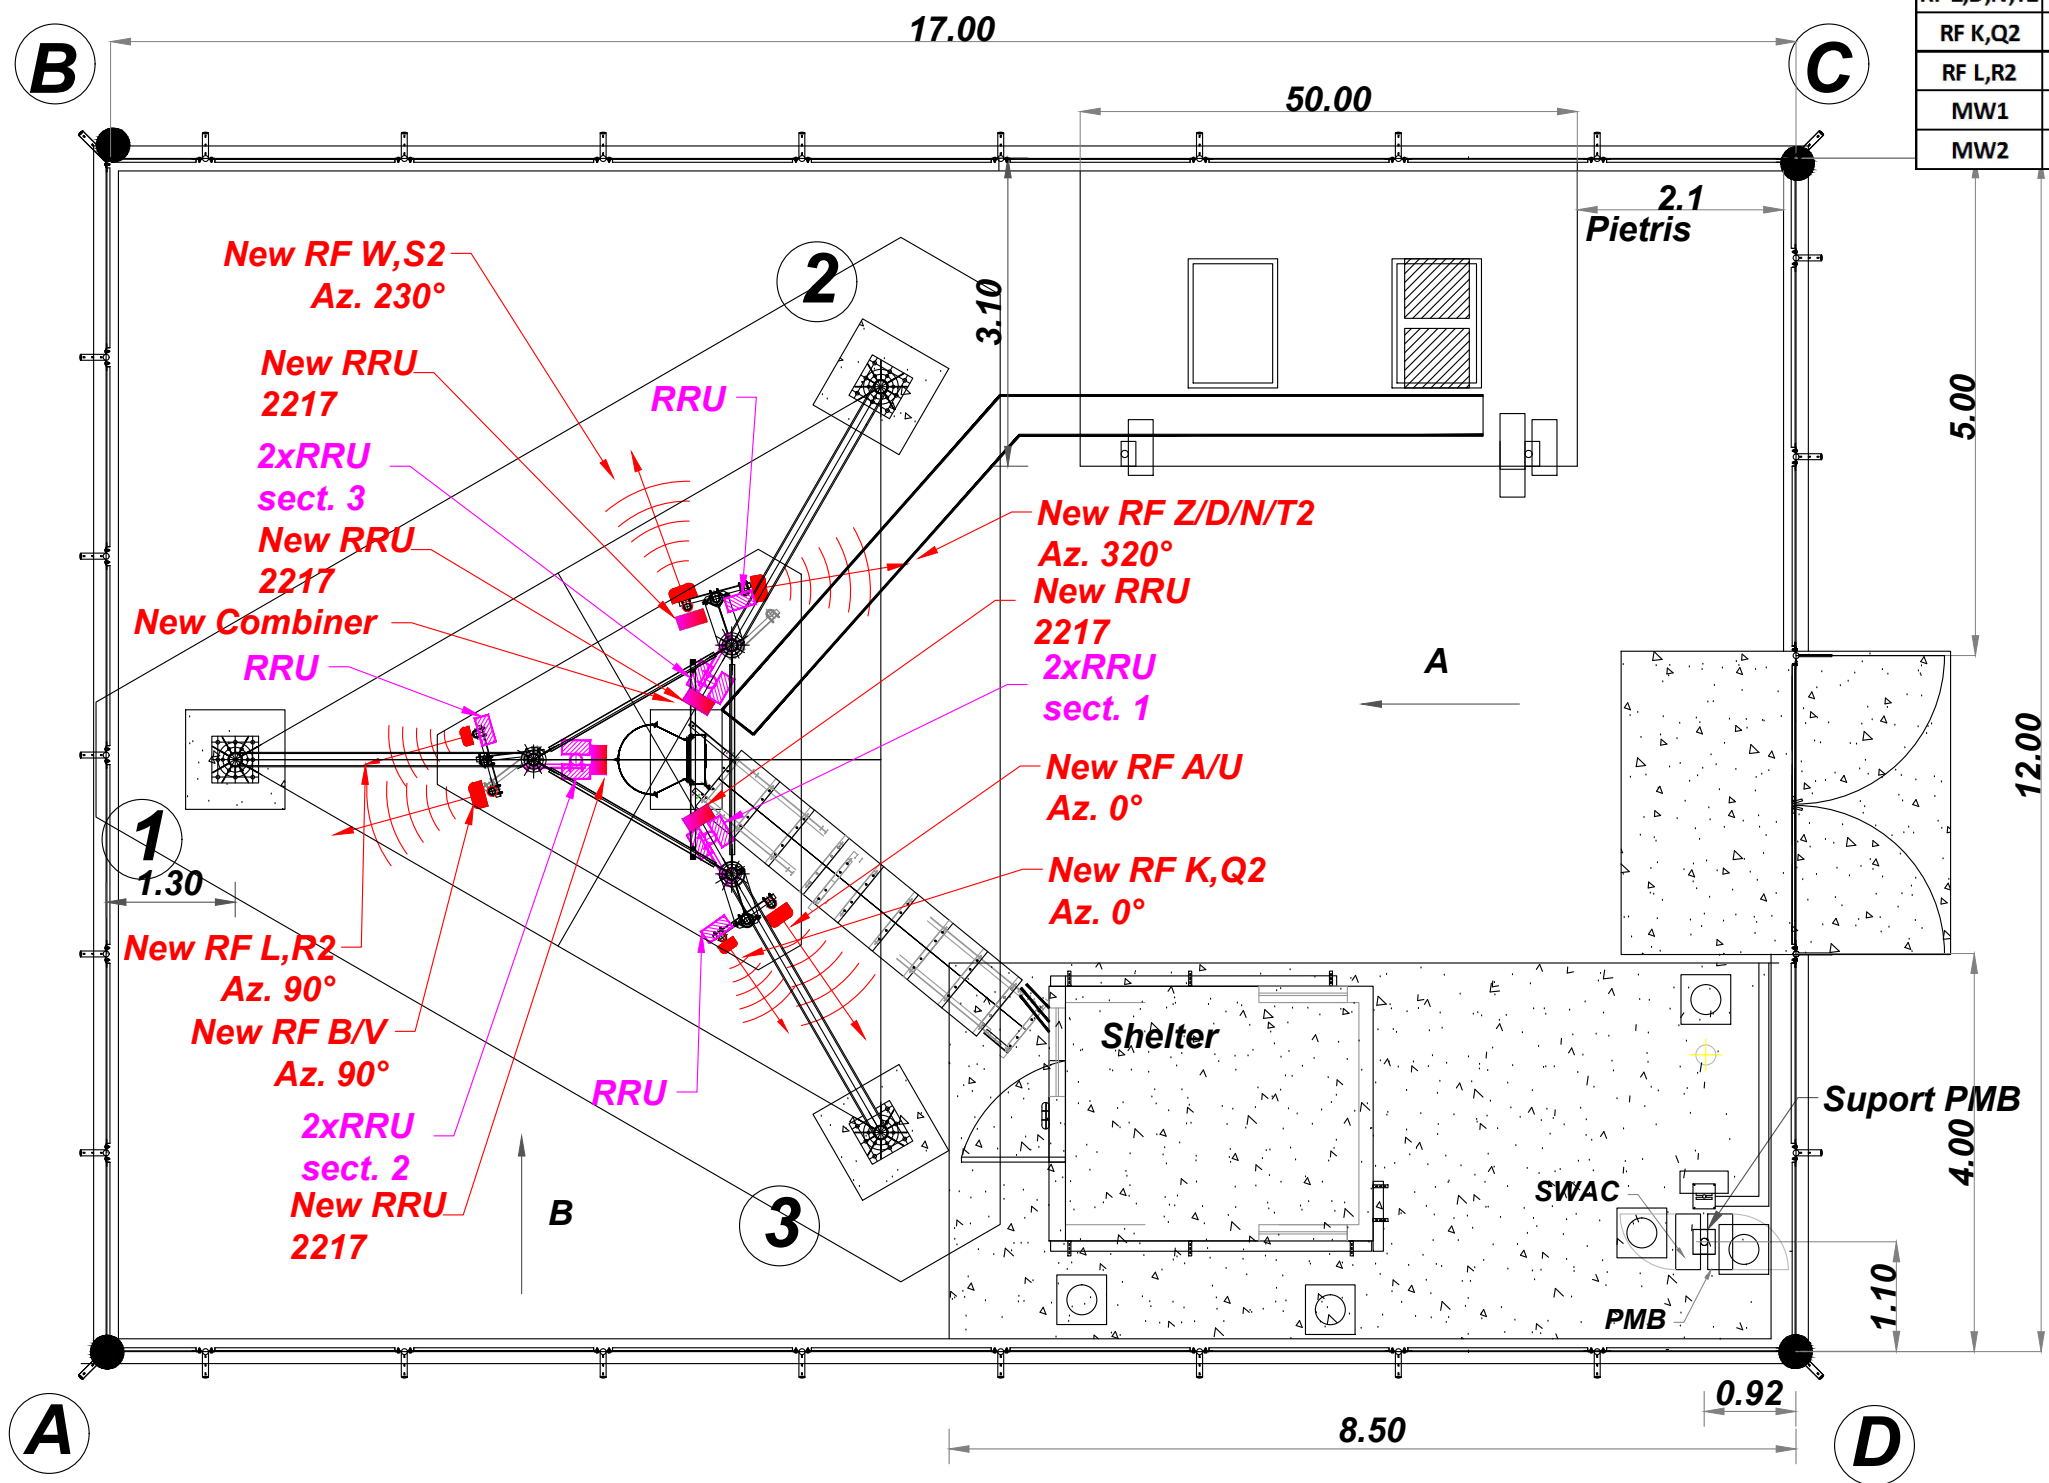 17.00
B
C
RF K,Q2
RF L,R2
MW1
MW2
50.00
2.1
Pietris
3.10
5.00
12.00
4.00
1.10
0.92
8.50
1.30
New RF W,S2
Az. 230°
2
New RRU
2217
RRU
2xRRU
sect. 3
New RRU
2217
New Combiner
RRU
New RF Z/D/N/T2
Az. 320°
New RRU
2217
2xRRU
sect. 1
A
New RF A/U
Az. 0°
New RF K,Q2
Az. 0°
1
New RF L,R2
Az. 90°
New RF B/V
Az. 90°
2xRRU
sect. 2
New RRU
2217
RRU
B
3
Shelter
Suport PMB
SWAC
PMB
A
D